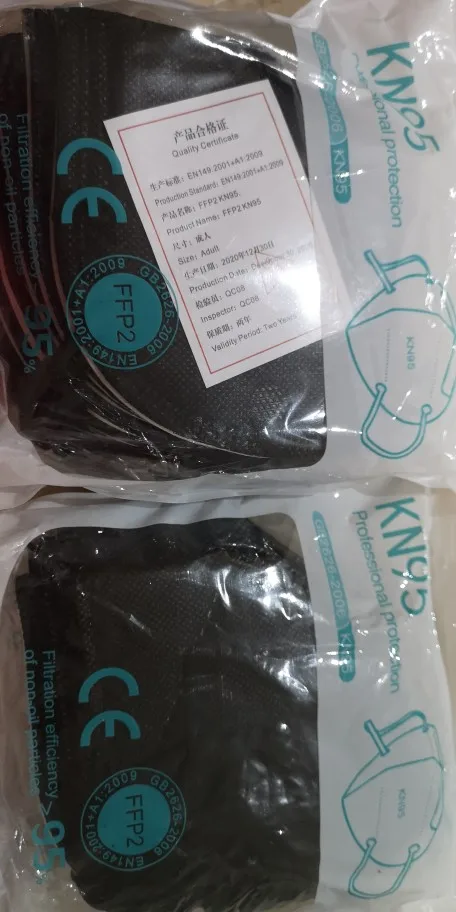 KN95
Professional protection
GB2626-2006 KN95
KN95
产品合格证
Quality Certificate
生产标准: EN149:2001+A1:2009
Production Standard: EN149:2001+A1:2009
产品名称: FFP2 KN95
Product Name: FFP2 KN95
尺寸: 成人
Size: Adult
生产日期: 2020年12月20日
Production Date:
检验员: QC08
Inspector: QC08
保质期: 两年
Validity Period: Two Years
CE
GB2626-2006
FFP2
EN149:2001+A1:2009
Filtration efficiency
of non-oil particles
95%
KN95
Professional protection
GB2626-2006
KN95
CE
GB2626-2006
FFP2
EN149:2001+A1:2009
Filtration efficiency
of non-oil particles >
95%